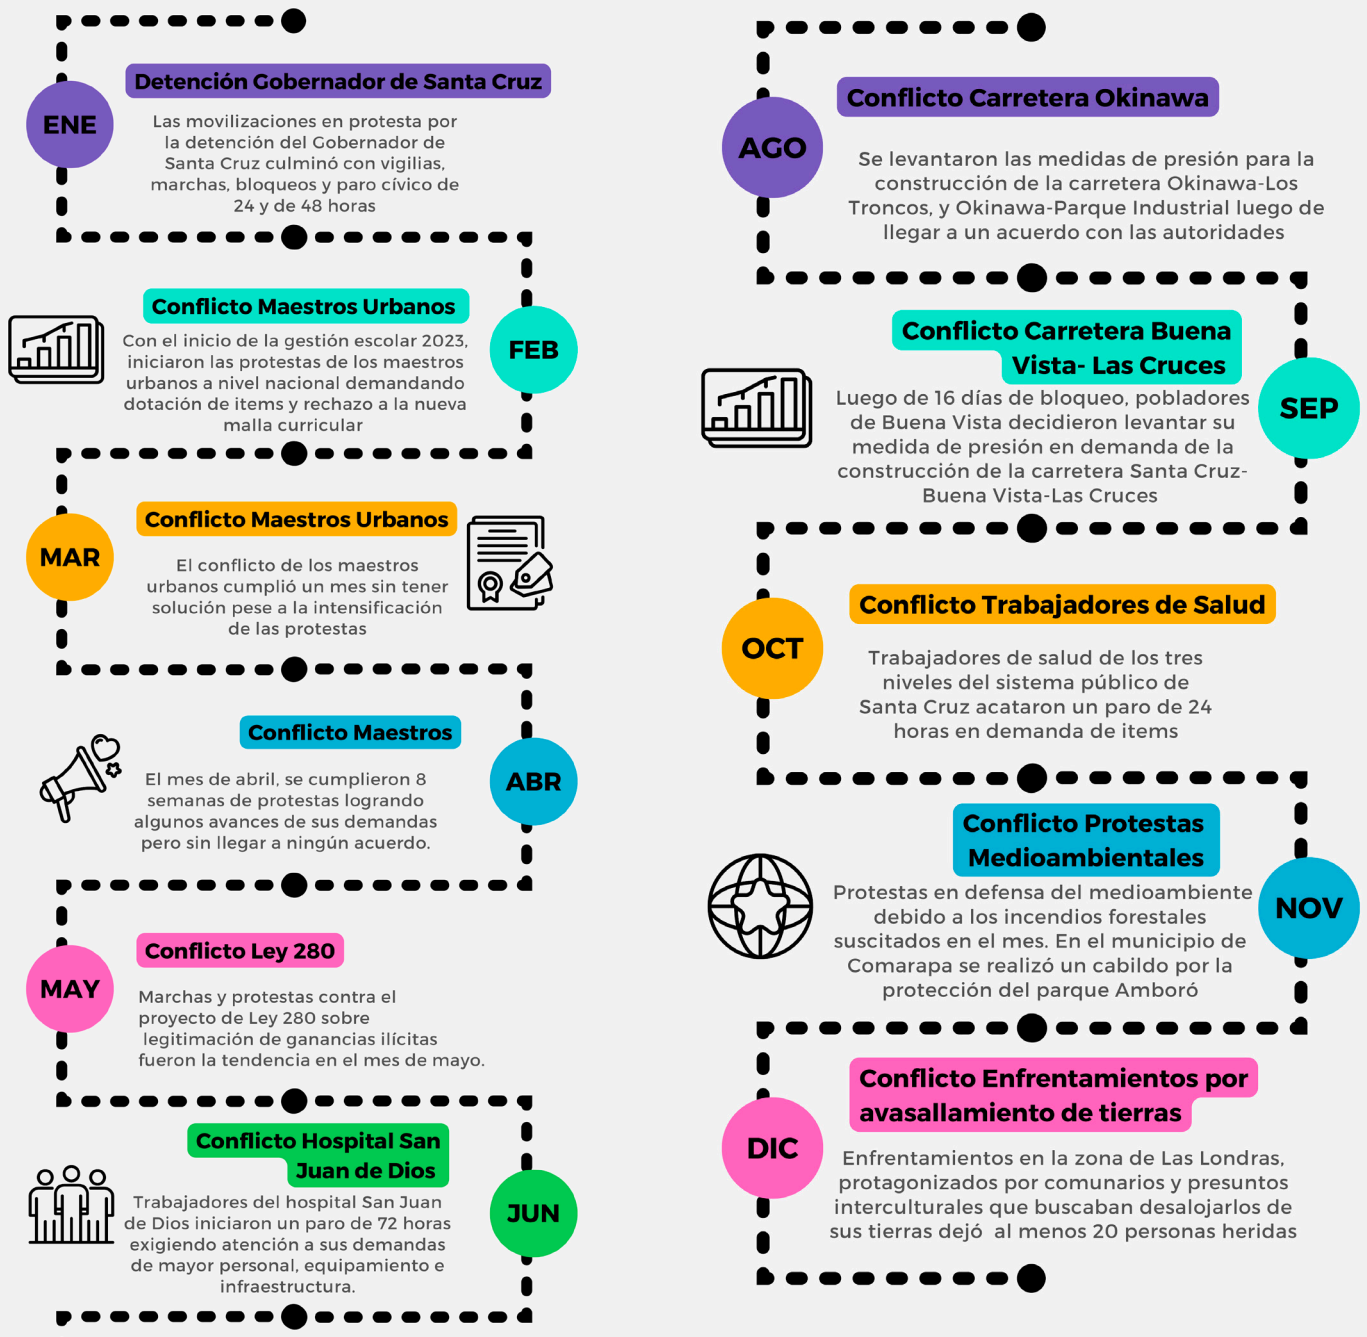 Detención Gobernador de Santa Cruz
ENE
Las movilizaciones en protesta por
la detención del Gobernador de
Santa Cruz culminó con vigilias,
marchas, bloqueos y paro cívico de
24 y de 48 horas
Conflicto Maestros Urbanos
FEB
Con el inicio de la gestión escolar 2023,
iniciaron las protestas de los maestros
urbanos a nivel nacional demandando
dotación de items y rechazo a la nueva
malla curricular
Conflicto Maestros Urbanos
MAR
El conflicto de los maestros
urbanos cumplió un mes sin tener
solución pese a la intensificación
de las protestas
Conflicto Maestros
ABR
El mes de abril, se cumplieron 8
semanas de protestas logrando
algunos avances de sus demandas
pero sin llegar a ningún acuerdo.
Conflicto Ley 280
MAY
Marchas y protestas contra el
proyecto de Ley 280 sobre
legitimación de ganancias ilícitas
fueron la tendencia en el mes de mayo.
Conflicto Hospital San
Juan de Dios
JUN
Trabajadores del hospital San Juan
de Dios iniciaron un paro de 72 horas
exigiendo atención a sus demandas
de mayor personal, equipamiento e
infraestructura.
Conflicto Carretera Okinawa
AGO
Se levantaron las medidas de presión para la
construcción de la carretera Okinawa-Los
Troncos, y Okinawa-Parque Industrial luego de
llegar a un acuerdo con las autoridades
Conflicto Carretera Buena
Vista- Las Cruces
SEP
Luego de 16 días de bloqueo, pobladores
de Buena Vista decidieron levantar su
medida de presión en demanda de la
construcción de la carretera Santa Cruz-
Buena Vista-Las Cruces
Conflicto Trabajadores de Salud
OCT
Trabajadores de salud de los tres
niveles del sistema público de
Santa Cruz acataron un paro de 24
horas en demanda de items
Conflicto Protestas
Medioambientales
NOV
Protestas en defensa del medioambiente
debido a los incendios forestales
suscitados en el mes. En el municipio de
Comarapa se realizó un cabildo por la
protección del parque Amboró
Conflicto Enfrentamientos por
avasallamiento de tierras
DIC
Enfrentamientos en la zona de Las Londras,
protagonizados por comunarios y presuntos
interculturales que buscaban desalojarlos de
sus tierras dejó al menos 20 personas heridas